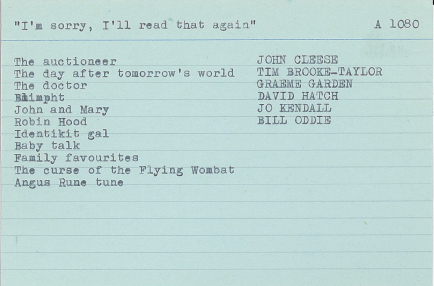 "I'm sorry, I'll read that again" A 1080
The auctioneer JOHN CLEESE
The day after tomorrow's world TIM BROOKE-TAYLOR
The doctor GRAEME GARDEN
DAVID HATCH
John and Mary JO KENDALL
Robin Hood BILL ODDIE
Identikit gal
Baby talk
Family favourites
The curse of the Flying Wombat
Angus Rune tune